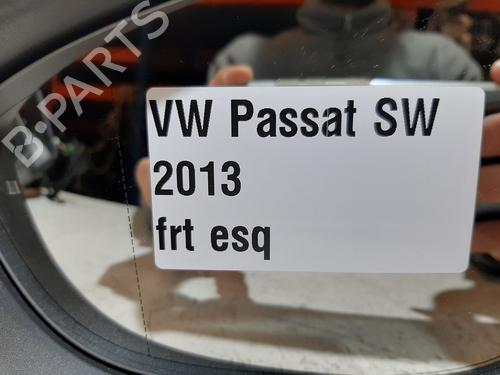 B-PARTS
VW Passat SW
2013
frt esq